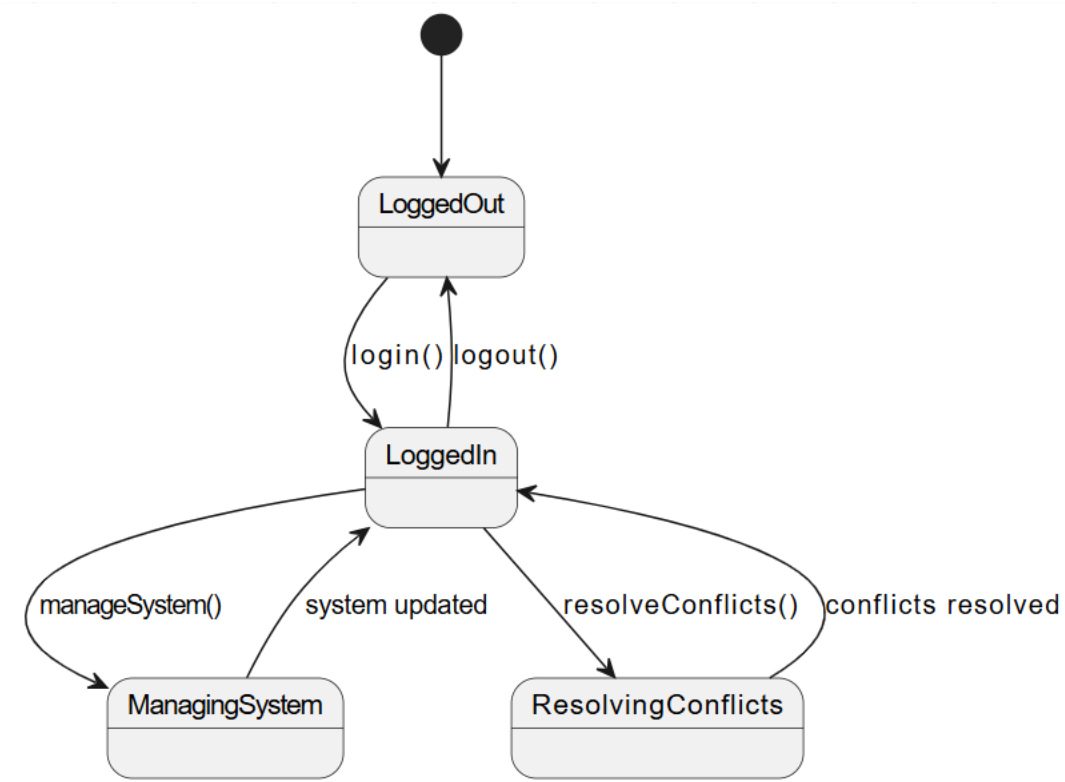 LoggedOut
login()
logout()
LoggedIn
manageSystem()
system updated
resolveConflicts()
conflicts resolved
ManagingSystem
ResolvingConflicts